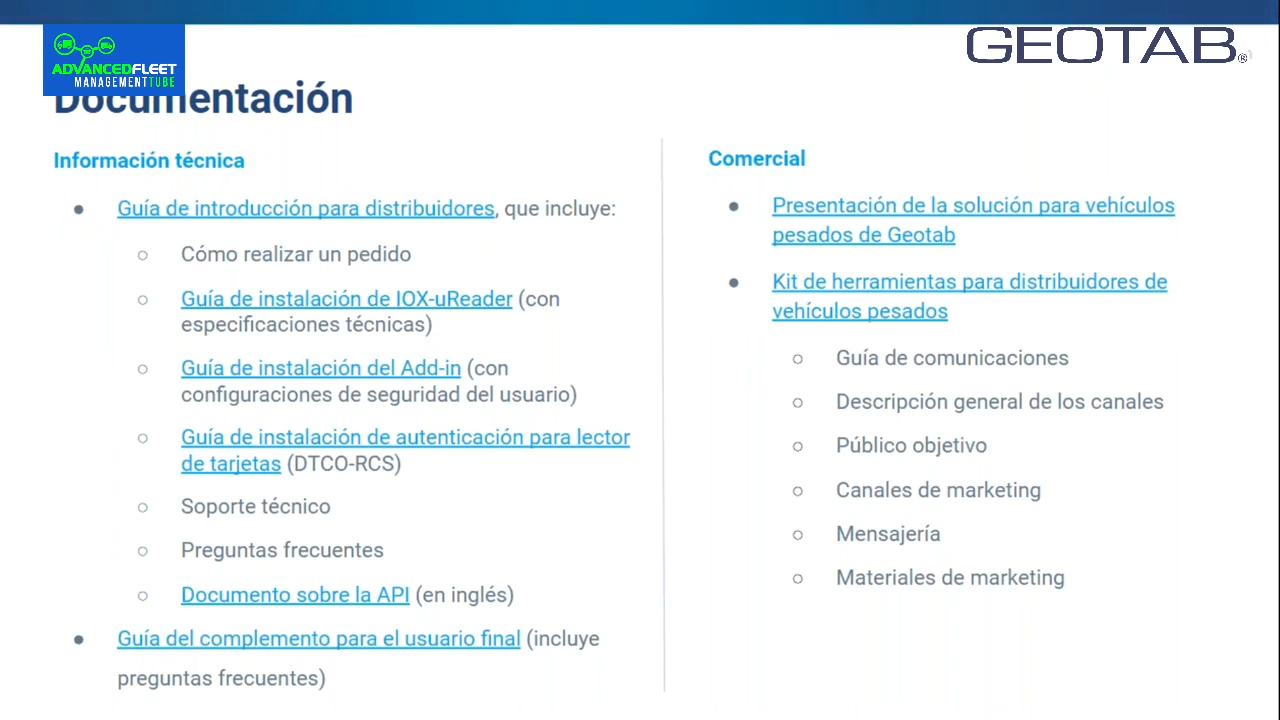 ADVANCEDFLEET
MANAGEMENTTUBE
GEOTAB®
Documentación
Información técnica
● Guía de introducción para distribuidores, que incluye:
○ Cómo realizar un pedido
○ Guía de instalación de IOX-uReader (con
especificaciones técnicas)
○ Guía de instalación del Add-in (con
configuraciones de seguridad del usuario)
○ Guía de instalación de autenticación para lector
de tarjetas (DTCO-RCS)
○ Soporte técnico
○ Preguntas frecuentes
○ Documento sobre la API (en inglés)
● Guía del complemento para el usuario final (incluye
preguntas frecuentes)
Comercial
● Presentación de la solución para vehículos
pesados de Geotab
● Kit de herramientas para distribuidores de
vehículos pesados
○ Guía de comunicaciones
○ Descripción general de los canales
○ Público objetivo
○ Canales de marketing
○ Mensajería
○ Materiales de marketing